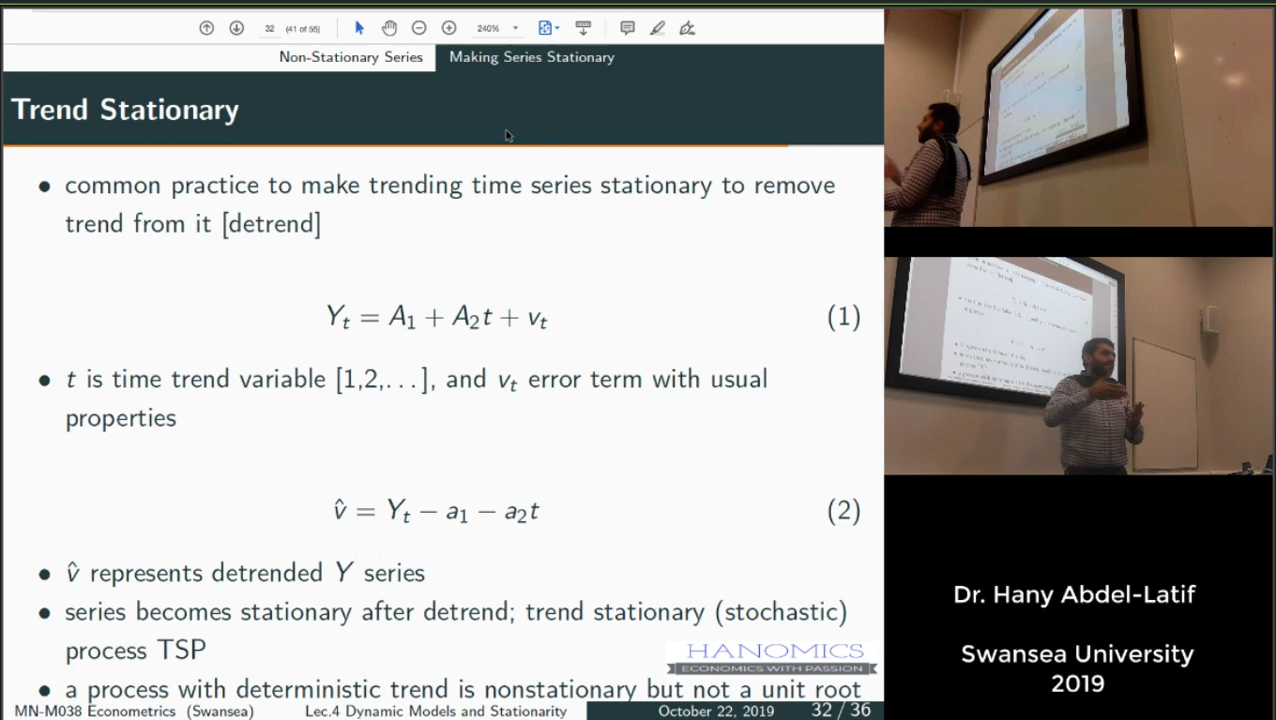 32 (41 of 55) 240%
Non-Stationary Series Making Series Stationary
Trend Stationary
● common practice to make trending time series stationary to remove
trend from it [detrend]
Yₜ = A₁ + A₂t + vₜ (1)
● t is time trend variable [1,2,. . . ], and vₜ error term with usual
properties
v̂ = Yₜ − a₁ − a₂t (2)
● v̂ represents detrended Y series
● series becomes stationary after detrend; trend stationary (stochastic)
process TSP
● a process with deterministic trend is nonstationary but not a unit root
HANOMICS
ECONOMICS WITH PASSION
MN-M038 Econometrics (Swansea) Lec.4 Dynamic Models and Stationarity October 22, 2019 32 / 36
Dr. Hany Abdel-Latif
Swansea University
2019